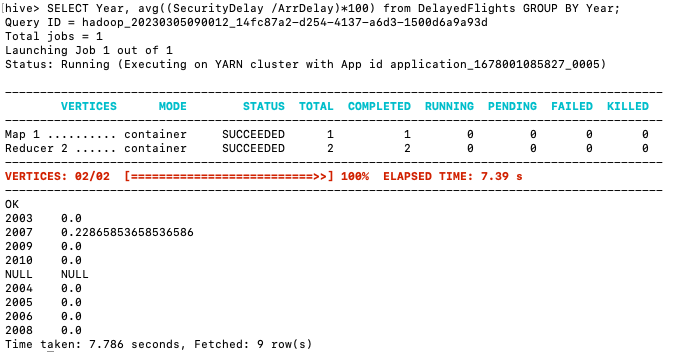 hive> SELECT Year, avg((SecurityDelay /ArrDelay)*100) from DelayedFlights GROUP BY Year;
Query ID = hadoop_20230305090012_14fc87a2-d254-4137-a6d3-1500d6a9a93d
Total jobs = 1
Launching Job 1 out of 1
Status: Running (Executing on YARN cluster with App id application_1678001085827_0005)
----------------------------------------------------------------------------------------------
VERTICES MODE STATUS TOTAL COMPLETED RUNNING PENDING FAILED KILLED
----------------------------------------------------------------------------------------------
Map 1 .......... container SUCCEEDED 1 1 0 0 0 0
Reducer 2 ...... container SUCCEEDED 2 2 0 0 0 0
----------------------------------------------------------------------------------------------
VERTICES: 02/02 [==========================>>] 100% ELAPSED TIME: 7.39 s
----------------------------------------------------------------------------------------------
OK
2003 0.0
2007 0.22865853658536586
2009 0.0
2010 0.0
NULL NULL
2004 0.0
2005 0.0
2006 0.0
2008 0.0
Time taken: 7.786 seconds, Fetched: 9 row(s)